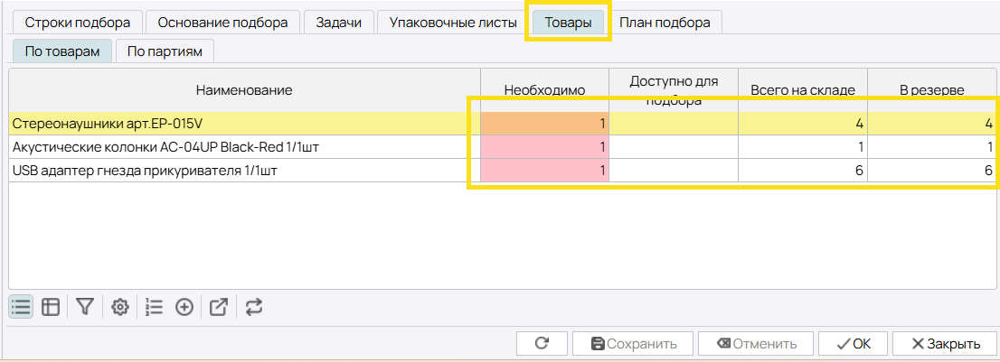 Строки подбора Основание подбора Задачи Упаковочные листы Товары План подбора
По товарам По партиям
Наименование Необходимо Доступно для подбора Всего на складе В резерве
Стереонаушники арт.EP-015V 1 4 4
Акустические колонки AC-04UP Black-Red 1/1шт 1 1 1
USB адаптер гнезда прикуривателя 1/1шт 1 6 6
Сохранить Отменить OK Закрыть